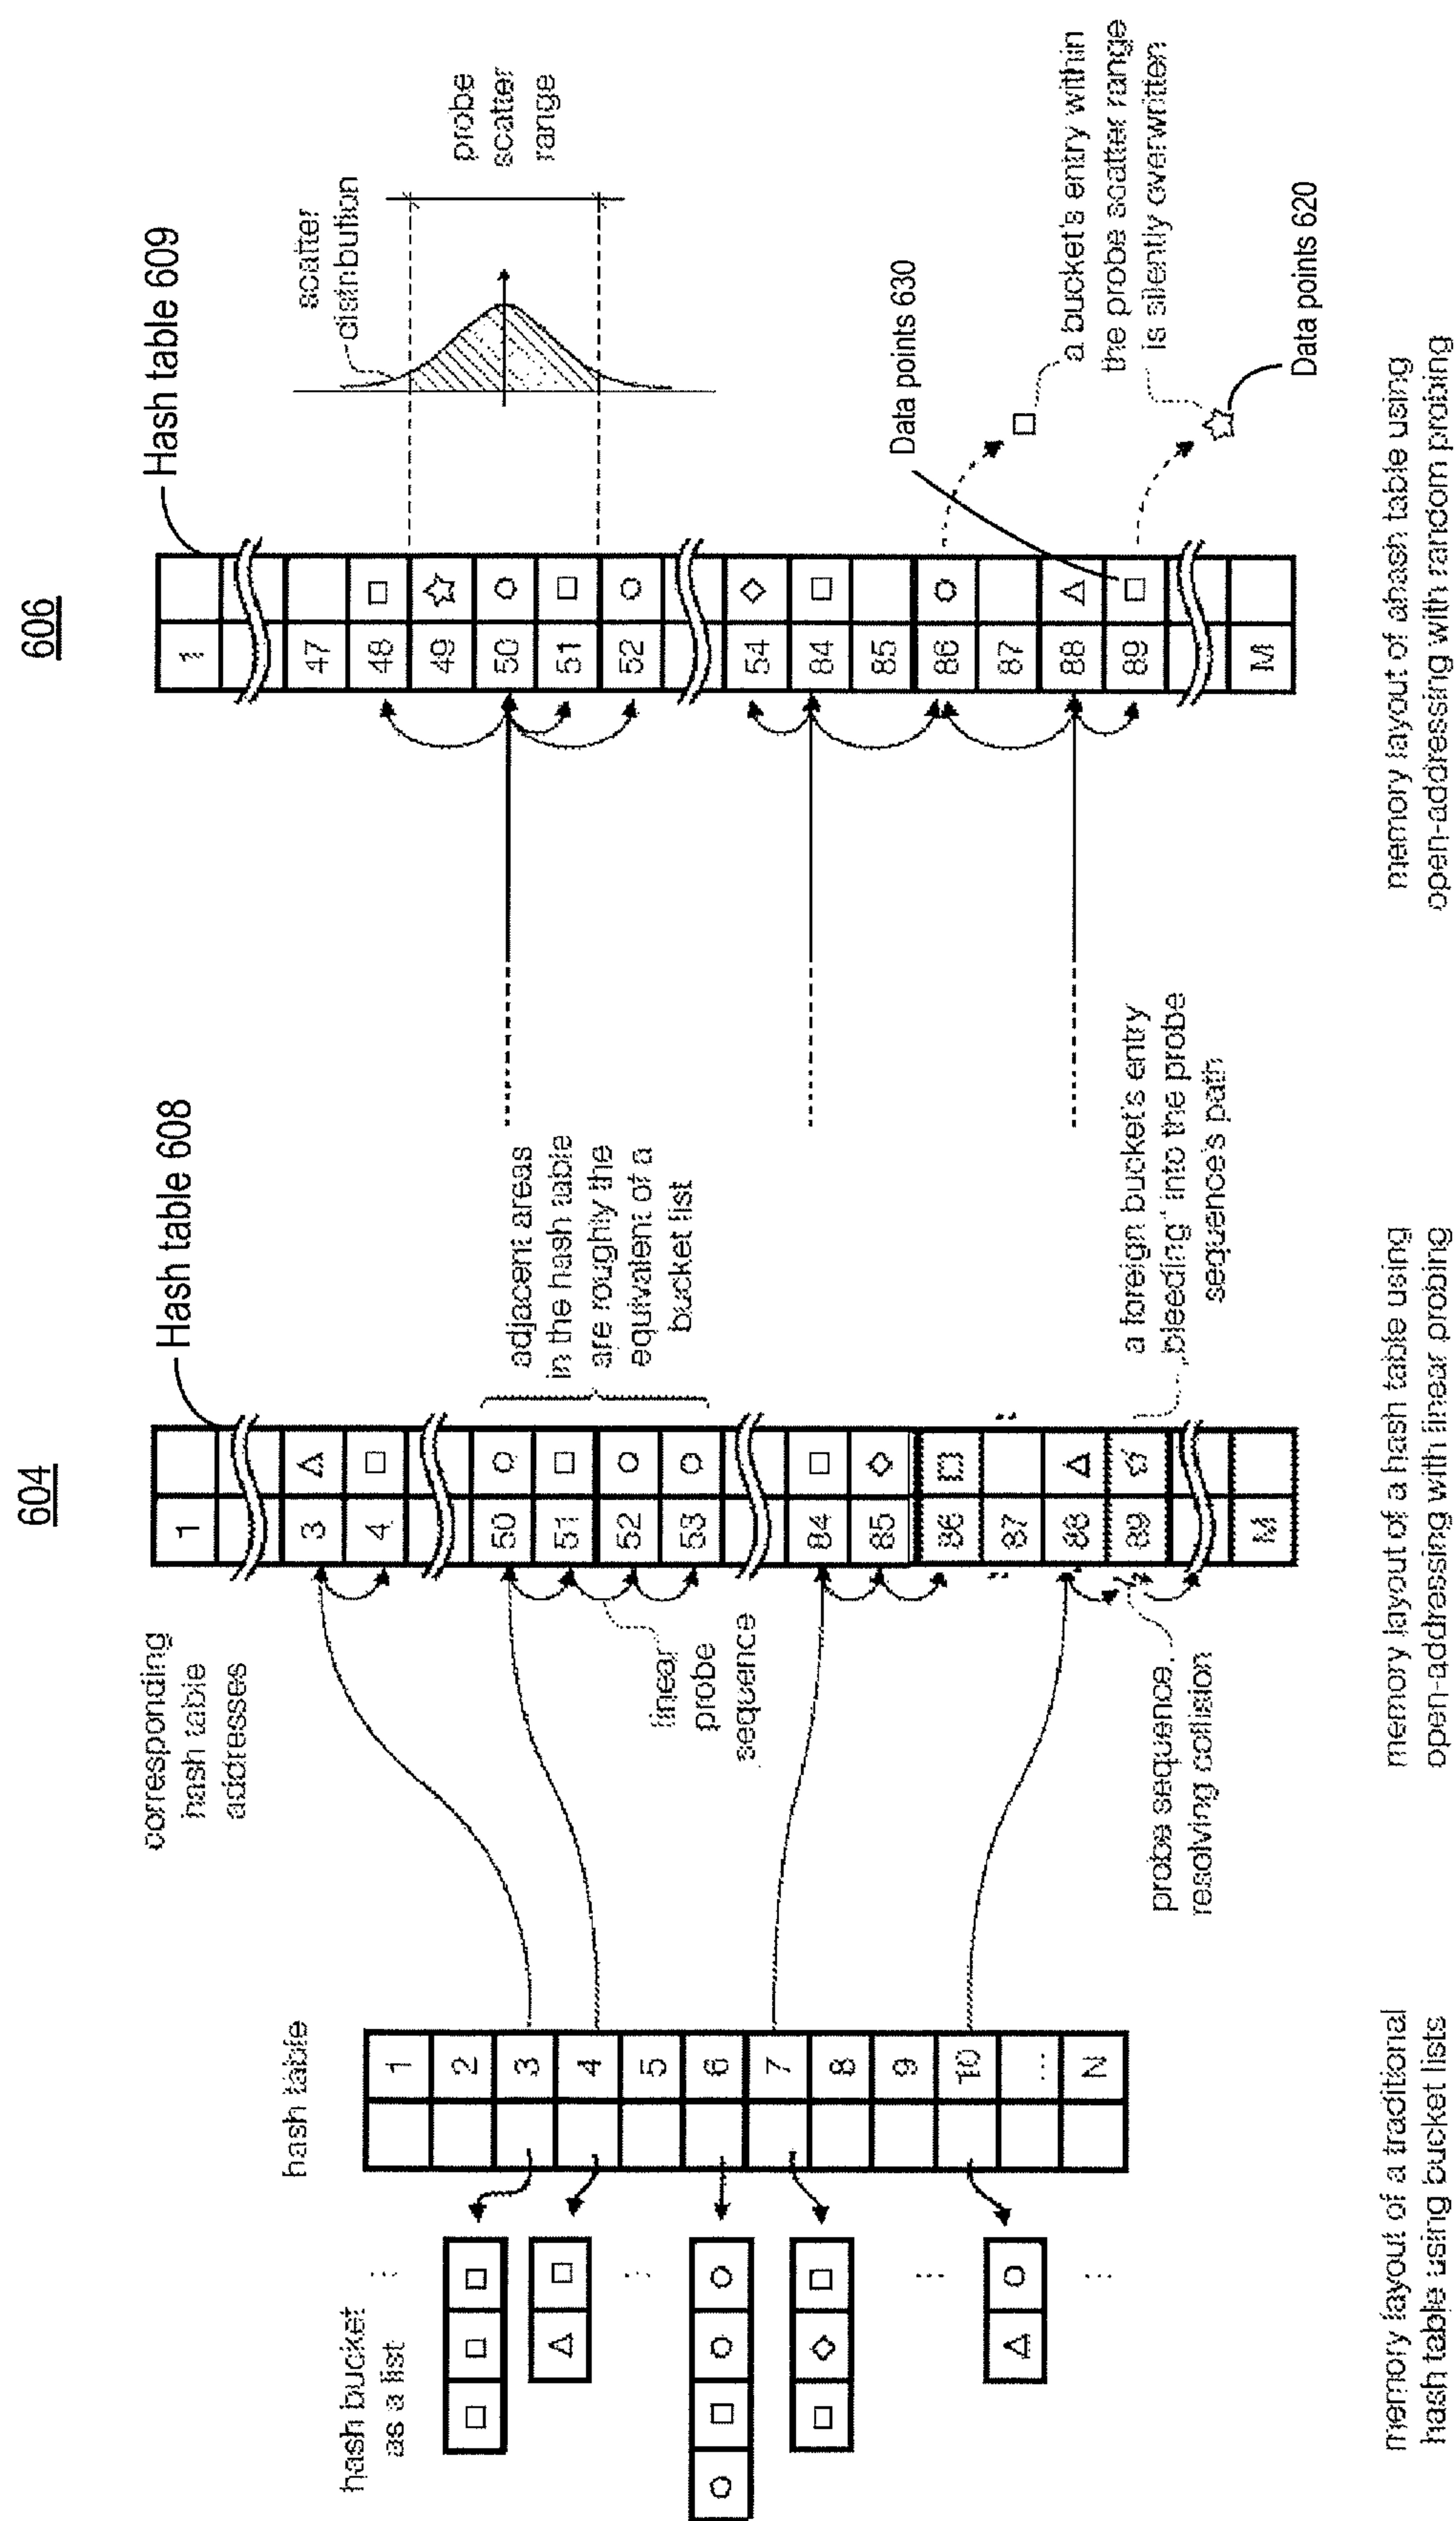 606
Hash table 609
1
47
48
49
50
51
52
54
84
85
86
87
88
89
M
scatter
distribution
probe
scatter
range
Data points 630
a bucket's entry within
the probe scatter range
is silently overwritten
Data points 620
memory layout of ahash table using
open-addressing with random probing
604
Hash table 608
corresponding
hash table
addresses
1
3
4
50
51
52
53
84
85
86
87
88
89
M
adjacent areas
in the hash table
are roughly the
equivalent of a
bucket list
linear
probe
sequence
probe sequence,
resolving collision
a foreign bucket's entry
"bleeding" into the probe
sequence's path
memory layout of a hash table using
open-addressing with linear probing
hash table
1
2
3
4
5
6
7
8
9
10
...
N
hash bucket
as a list
memory layout of a traditional
hash table using bucket lists